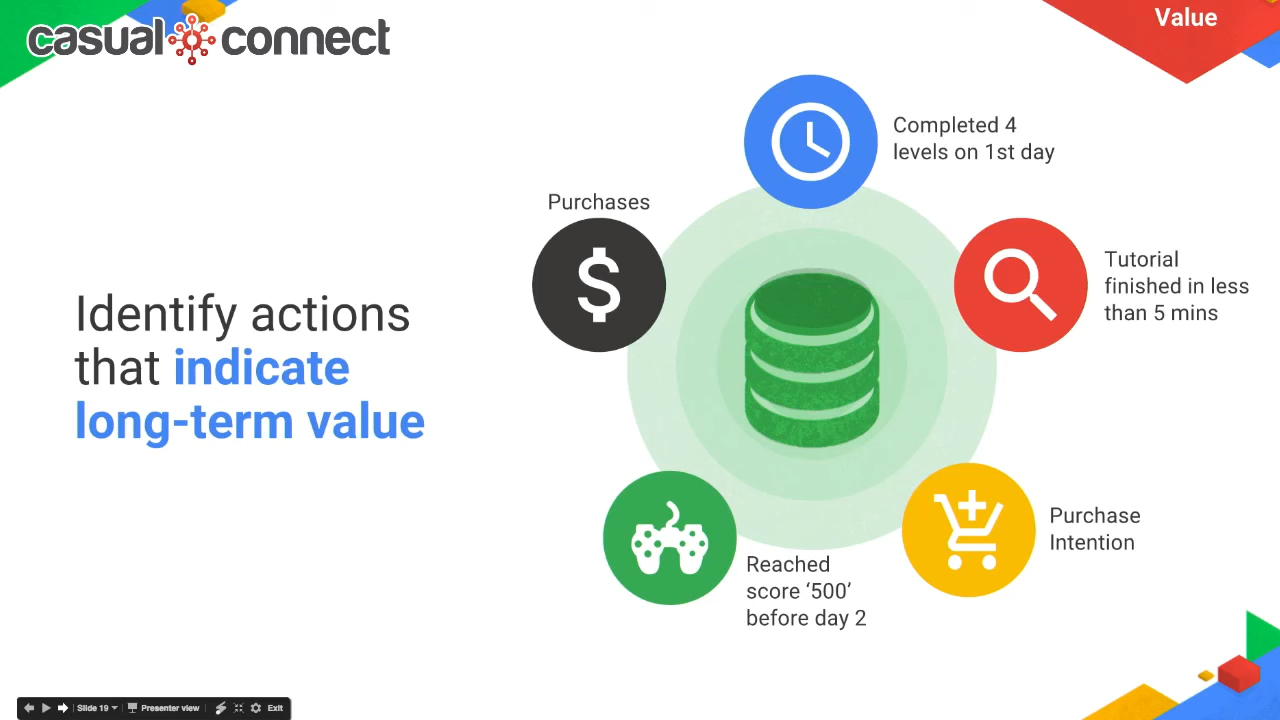 casual connect
Value
Completed 4
levels on 1st day
Purchases
$
Tutorial
finished in less
than 5 mins
Identify actions
that indicate
long-term value
Purchase
Intention
Reached
score ‘500’
before day 2
Slide 19
Presenter view
Exit